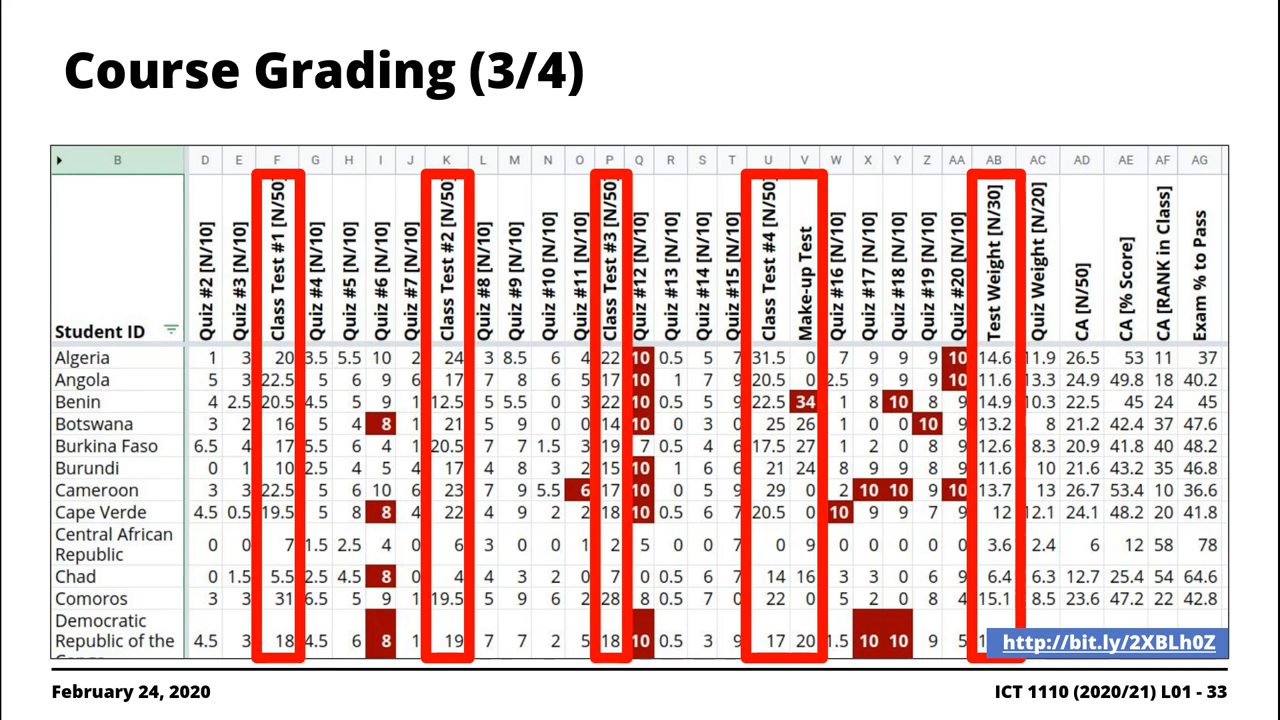 Course Grading (3/4)
B D E F G H I J K L M N O P Q R S T U V W X Y Z AA AB AC AD AE AF AG
Student ID Quiz #2 [N/10] Quiz #3 [N/10] Class Test #1 [N/50] Quiz #4 [N/10] Quiz #5 [N/10] Quiz #6 [N/10] Quiz #7 [N/10] Class Test #2 [N/50] Quiz #8 [N/10] Quiz #9 [N/10] Quiz #10 [N/10] Quiz #11 [N/10] Class Test #3 [N/50] Quiz #12 [N/10] Quiz #13 [N/10] Quiz #14 [N/10] Quiz #15 [N/10] Class Test #4 [N/50] Make-up Test Quiz #16 [N/10] Quiz #17 [N/10] Quiz #18 [N/10] Quiz #19 [N/10] Quiz #20 [N/10] Test Weight [N/30] Quiz Weight [N/20] CA [N/50] CA [% Score] CA [RANK in Class] Exam % to Pass
Algeria 1 3 20 3.5 5.5 10 2 24 3 8.5 6 4 22 10 0.5 5 7 31.5 0 7 9 9 9 10 14.6 11.9 26.5 53 11 37
Angola 5 3 22.5 5 6 9 6 17 7 8 6 5 17 10 1 7 9 20.5 0 2.5 9 9 9 10 11.6 13.3 24.9 49.8 18 40.2
Benin 4 2.5 20.5 4.5 5 9 1 12.5 5 5.5 0 3 22 10 0.5 5 9 22.5 34 1 8 10 8 9 14.9 10.3 22.5 45 24 45
Botswana 3 2 16 5 4 8 1 21 5 9 0 0 14 10 0 3 0 25 26 1 0 0 10 9 13.2 8 21.2 42.4 37 47.6
Burkina Faso 6.5 4 17 5.5 6 4 1 20.5 7 7 1.5 3 19 7 0.5 4 6 17.5 27 1 2 0 8 9 12.6 8.3 20.9 41.8 40 48.2
Burundi 0 1 10 2.5 4 5 4 17 4 8 3 2 15 10 1 6 6 21 24 8 9 9 8 9 11.6 10 21.6 43.2 35 46.8
Cameroon 3 3 22.5 5 6 10 6 23 7 9 5.5 6 17 10 0 5 9 29 0 2 10 10 9 10 13.7 13 26.7 53.4 10 36.6
Cape Verde 4.5 0.5 19.5 5 8 8 4 22 4 9 2 2 18 10 0.5 6 7 20.5 0 10 9 9 7 9 12 12.1 24.1 48.2 20 41.8
Central African
Republic 0 0 7 1.5 2.5 4 0 6 3 0 0 1 2 5 0 0 7 0 9 0 0 0 0 0 3.6 2.4 6 12 58 78
Chad 0 1.5 5.5 2.5 4.5 8 0 4 4 3 2 0 7 0 0.5 6 7 14 16 3 3 0 6 9 6.4 6.3 12.7 25.4 54 64.6
Comoros 3 3 31 6.5 5 9 1 19.5 5 9 6 2 28 8 0.5 7 0 22 0 5 2 0 8 4 15.1 8.5 23.6 47.2 22 42.8
Democratic
Republic of the 4.5 3 18 4.5 6 8 1 19 7 7 2 5 18 10 0.5 3 9 17 20 1.5 10 10 9 5
http://bit.ly/2XBLh0Z
February 24, 2020
ICT 1110 (2020/21) L01 - 33